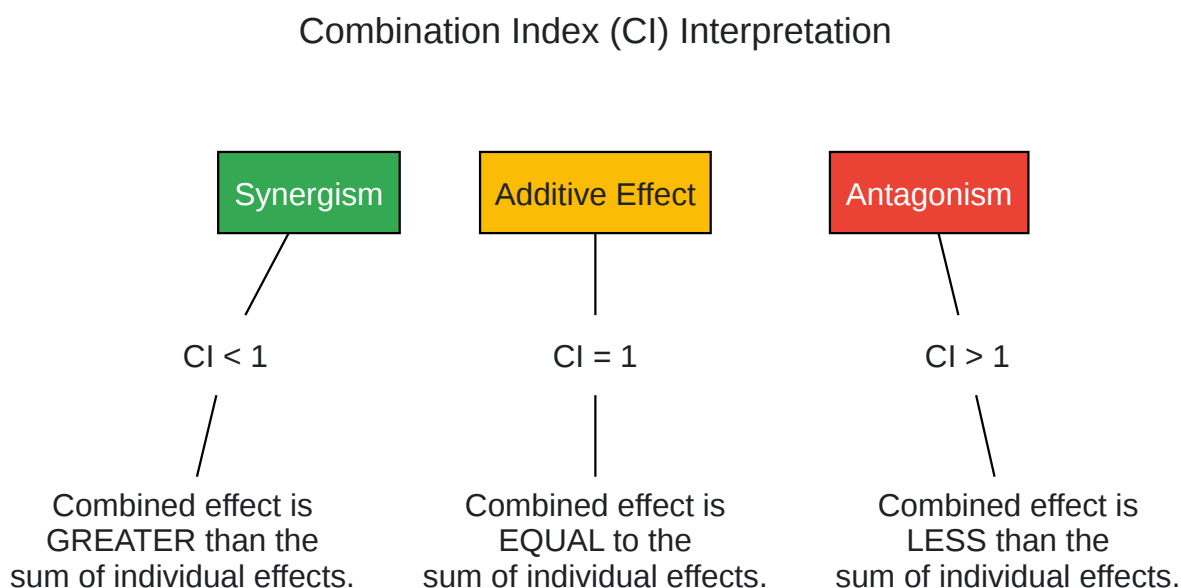 Combination Index (CI) Interpretation
Synergism
Additive Effect
Antagonism
CI < 1
CI = 1
CI > 1
Combined effect is
GREATER than the
sum of individual effects.
Combined effect is
EQUAL to the
sum of individual effects.
Combined effect is
LESS than the
sum of individual effects.